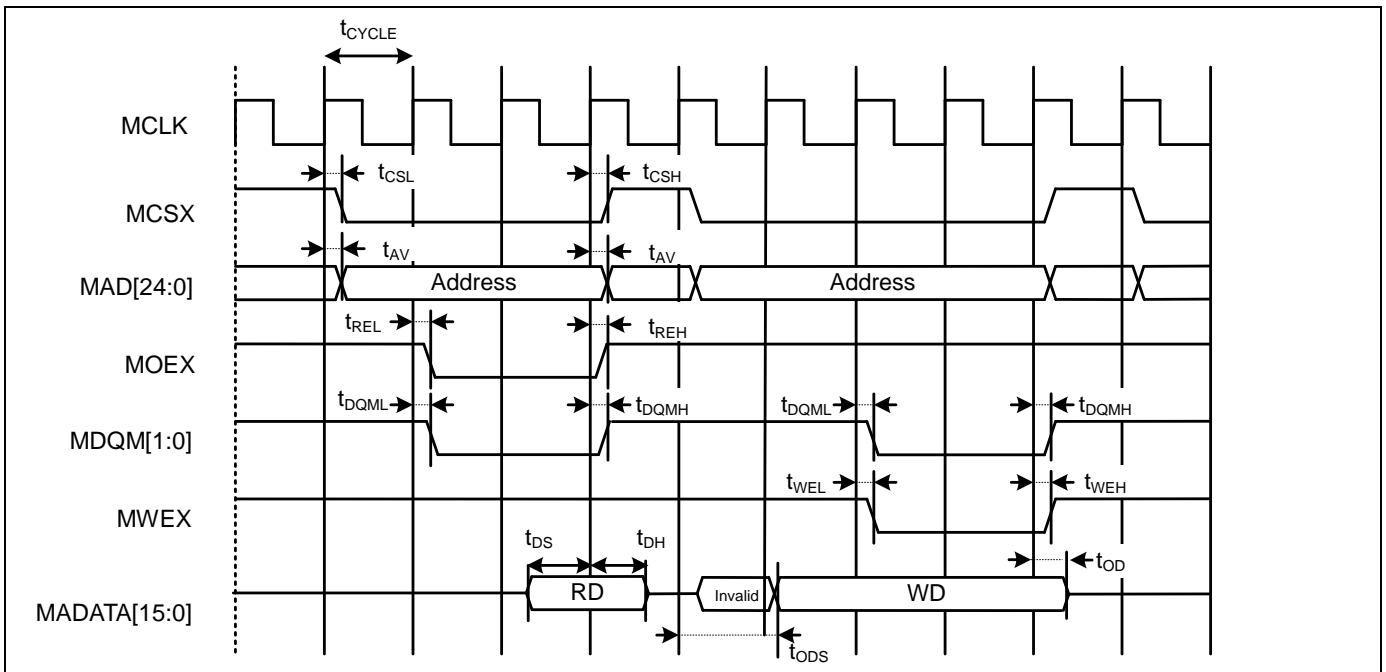 tCYCLE
MCLK
tCSL tCSH
MCSX
tAV tAV
MAD[24:0] Address Address
tREL tREH
MOEX
tDQML tDQMH tDQML tDQMH
MDQM[1:0]
tWEL tWEH
MWEX
tDS tDH
tOD
MADATA[15:0] RD Invalid WD
tODS